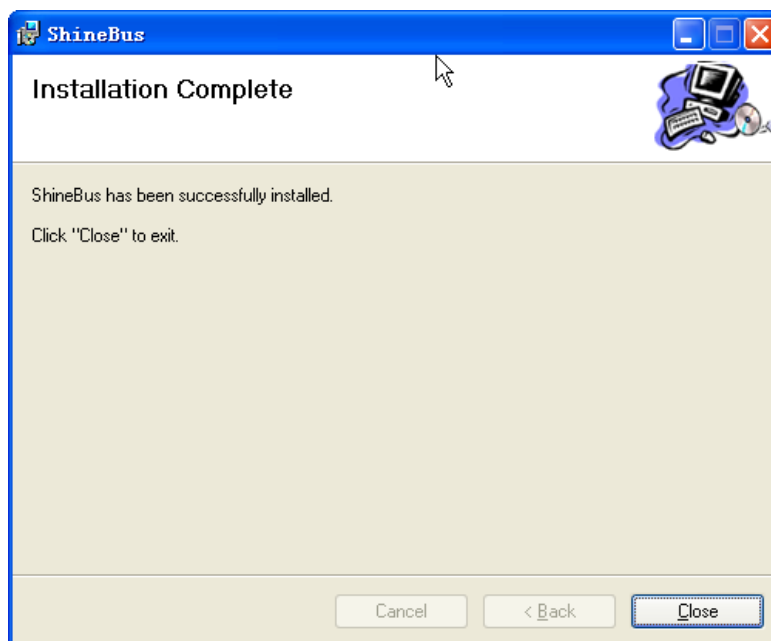 ShineBus
Installation Complete
ShineBus has been successfully installed.
Click "Close" to exit.
Cancel
< Back
Close